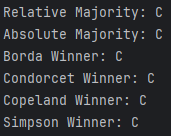 Relative Majority: C
Absolute Majority: C
Borda Winner: C
Condorcet Winner: C
Copeland Winner: C
Simpson Winner: C